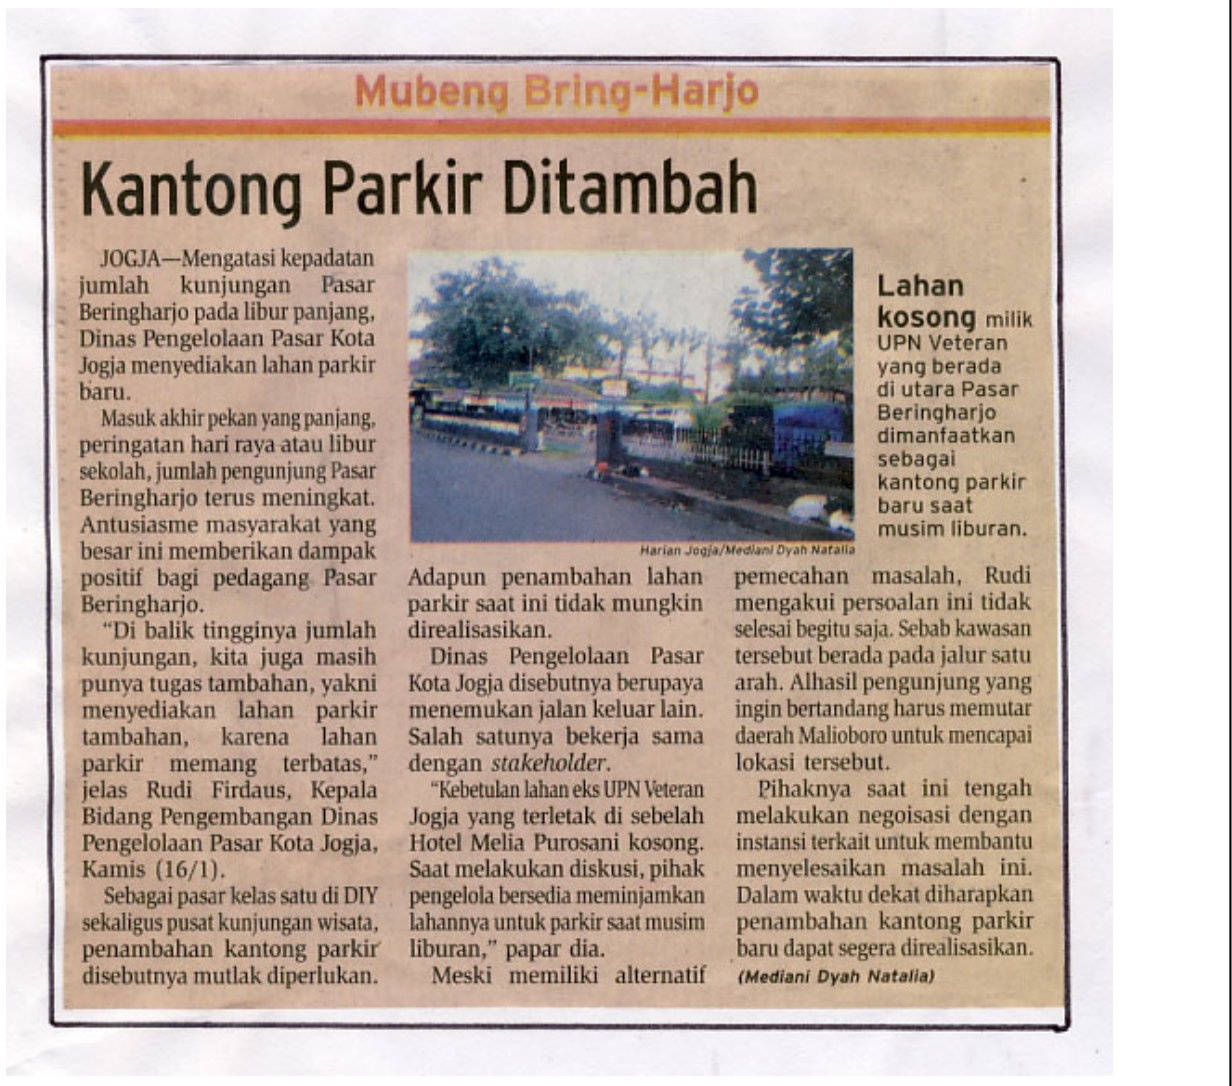 Mubeng Bring-Harjo
Kantong Parkir Ditambah
JOGJA—Mengatasi kepadatan
jumlah kunjungan Pasar
Beringharjo pada libur panjang,
Dinas Pengelolaan Pasar Kota
Jogja menyediakan lahan parkir
baru.
Masuk akhir pekan yang panjang,
peringatan hari raya atau libur
sekolah, jumlah pengunjung Pasar
Beringharjo terus meningkat.
Antusiasme masyarakat yang
besar ini memberikan dampak
positif bagi pedagang Pasar
Beringharjo.
"Di balik tingginya jumlah
kunjungan, kita juga masih
punya tugas tambahan, yakni
menyediakan lahan parkir
tambahan, karena lahan
parkir memang terbatas,"
jelas Rudi Firdaus, Kepala
Bidang Pengembangan Dinas
Pengelolaan Pasar Kota Jogja,
Kamis (16/1).
Sebagai pasar kelas satu di DIY
sekaligus pusat kunjungan wisata,
penambahan kantong parkir
disebutnya mutlak diperlukan.
Harian Jogja/Mediani Dyah Natalia
Lahan
kosong milik
UPN Veteran
yang berada
di utara Pasar
Beringharjo
dimanfaatkan
sebagai
kantong parkir
baru saat
musim liburan.
Adapun penambahan lahan
parkir saat ini tidak mungkin
direalisasikan.
Dinas Pengelolaan Pasar
Kota Jogja disebutnya berupaya
menemukan jalan keluar lain.
Salah satunya bekerja sama
dengan stakeholder.
"Kebetulan lahan eks UPN Veteran
Jogja yang terletak di sebelah
Hotel Melia Purosani kosong.
Saat melakukan diskusi, pihak
pengelola bersedia meminjamkan
lahannya untuk parkir saat musim
liburan," papar dia.
Meski memiliki alternatif
pemecahan masalah, Rudi
mengakui persoalan ini tidak
selesai begitu saja. Sebab kawasan
tersebut berada pada jalur satu
arah. Alhasil pengunjung yang
ingin bertandang harus memutar
daerah Malioboro untuk mencapai
lokasi tersebut.
Pihaknya saat ini tengah
melakukan negoisasi dengan
instansi terkait untuk membantu
menyelesaikan masalah ini.
Dalam waktu dekat diharapkan
penambahan kantong parkir
baru dapat segera direalisasikan.
(Mediani Dyah Natalia)